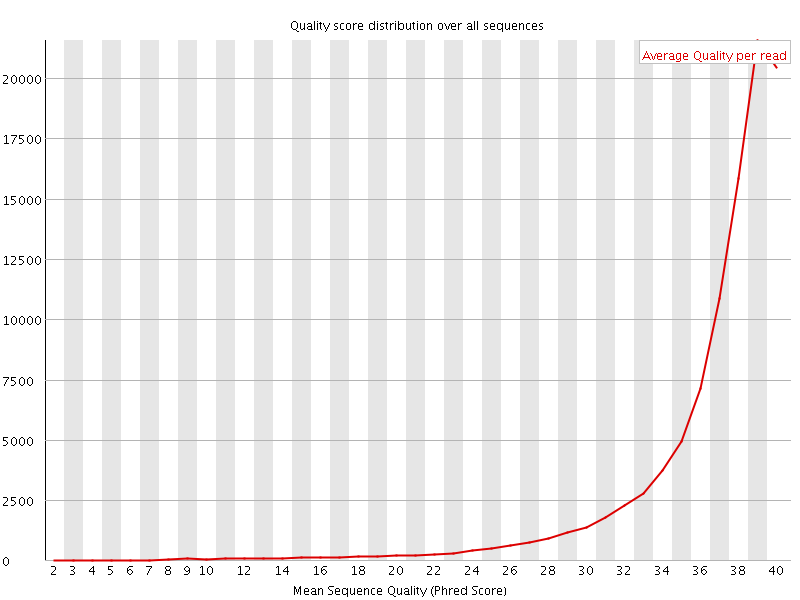 Quality score distribution over all sequences
Average Quality per read
20000
17500
15000
12500
10000
7500
5000
2500
0
2 3 4 5 6 7 8 9 10 12 14 16 18 20 22 24 26 28 30 32 34 36 38 40
Mean Sequence Quality (Phred Score)